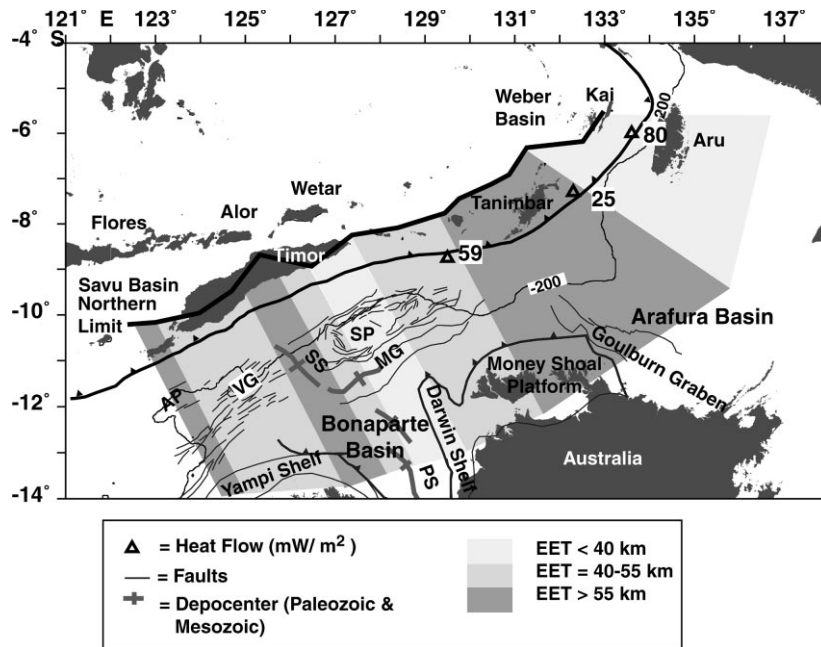 121° E 123° 125° 127° 129° 131° 133° 135° 137°
-4° S
-6°
-8°
-10°
-12°
-14°
Weber
Basin
Kai
-200
80
Aru
25
Tanimbar
Wetar
Alor
Flores
Timor
59
Savu Basin
Northern
Limit
-200
Arafura Basin
SP
SS
MG
VG
AP
Goulburn Graben
Money Shoal
Platform
Bonaparte
Basin
Darwin Shelf
Yampi Shelf
PS
Australia
= Heat Flow (mW/ m²)
= Faults
= Depocenter (Paleozoic &
Mesozoic)
EET < 40 km
EET = 40-55 km
EET > 55 km